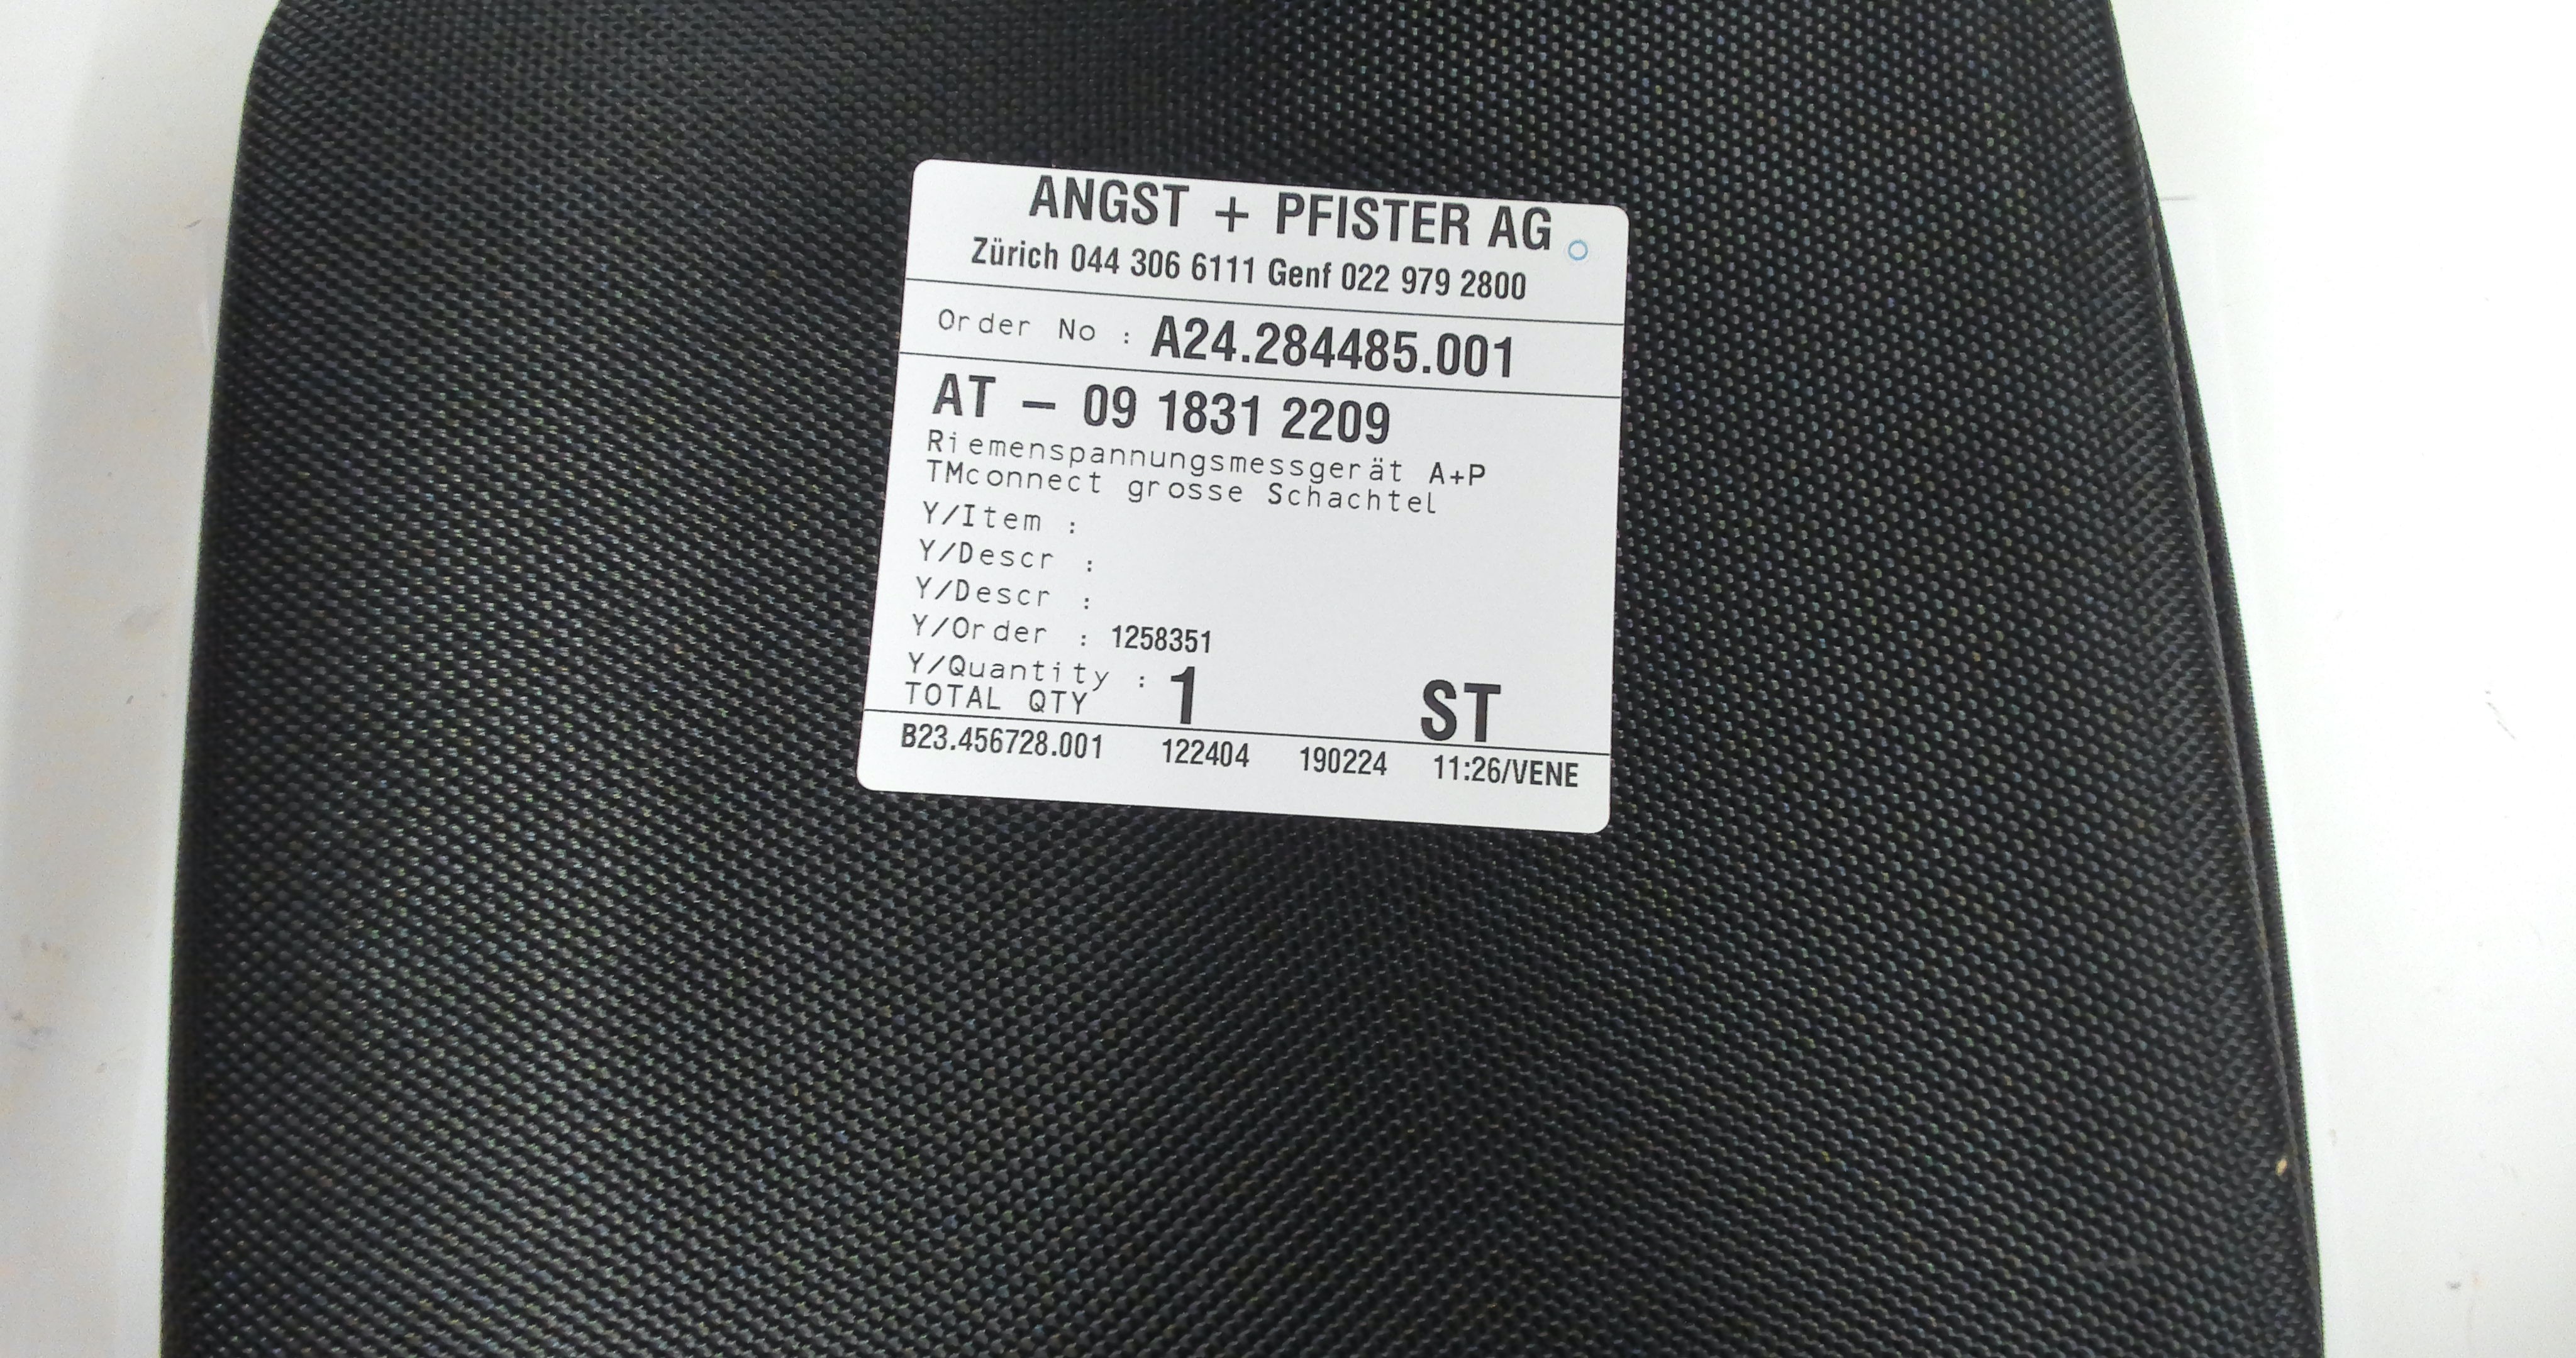 ANGST + PFISTER AG
Zürich 044 306 6111 Genf 022 979 2800
Order No : A24.284485.001
AT – 09 1831 2209
Riemenspannungsmessgerät A+P
TMconnect grosse Schachtel
Y/Item :
Y/Descr :
Y/Descr :
Y/Order : 1258351
Y/Quantity : 1 ST
TOTAL QTY
B23.456728.001 122404 190224 11:26/VENE